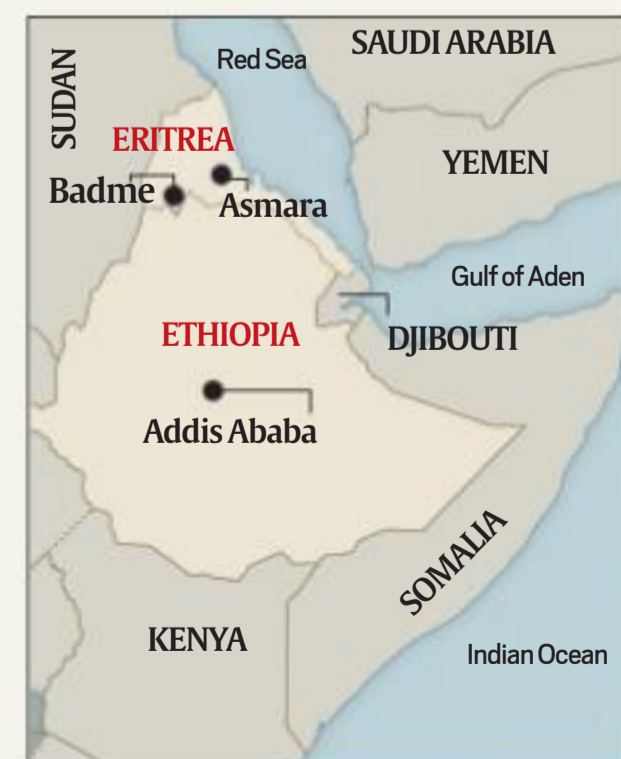 SAUDI ARABIA
Red Sea
SUDAN
ERITREA
YEMEN
Badme
Asmara
Gulf of Aden
ETHIOPIA
DJIBOUTI
Addis Ababa
SOMALIA
KENYA
Indian Ocean